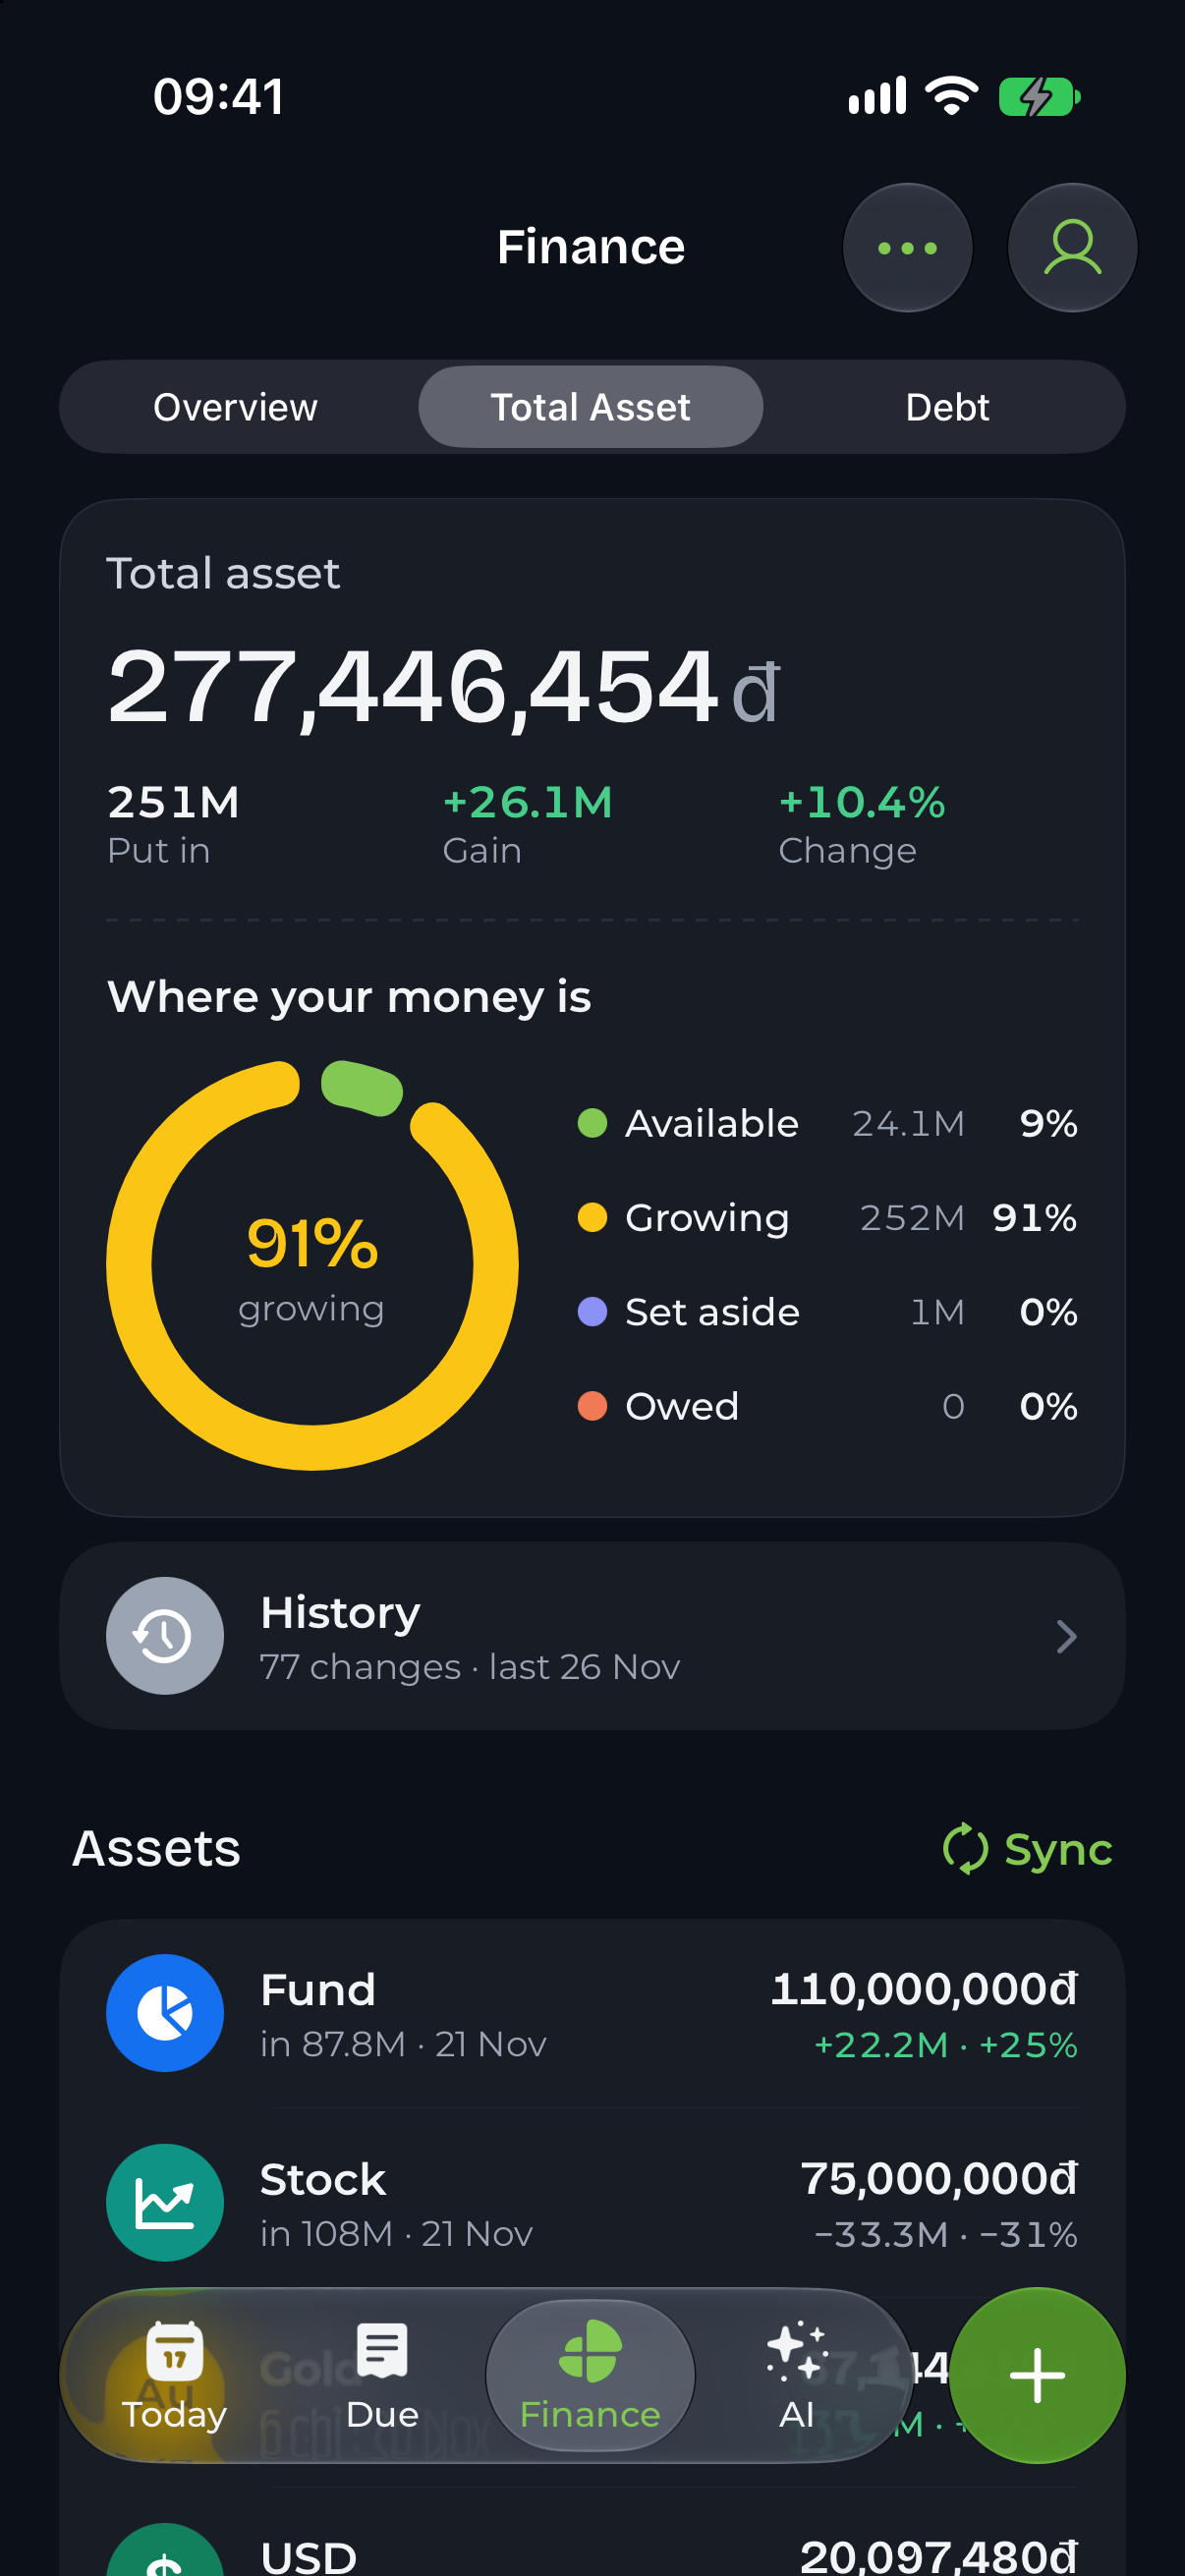 09:41
Finance
Overview
Total Asset
Debt
Total asset
277,446,454 đ
251M
+26.1M
+10.4%
Put in
Gain
Change
Where your money is
91%
growing
Available 24.1M 9%
Growing 252M 91%
Set aside 1M 0%
Owed 0 0%
History
77 changes · last 26 Nov
Assets
Sync
Fund 110,000,000đ
in 87.8M · 21 Nov +22.2M · +25%
Stock 75,000,000đ
in 108M · 21 Nov −33.3M · −31%
Gold
Au
17
Today
Due
Finance
AI
USD 20,097,480đ